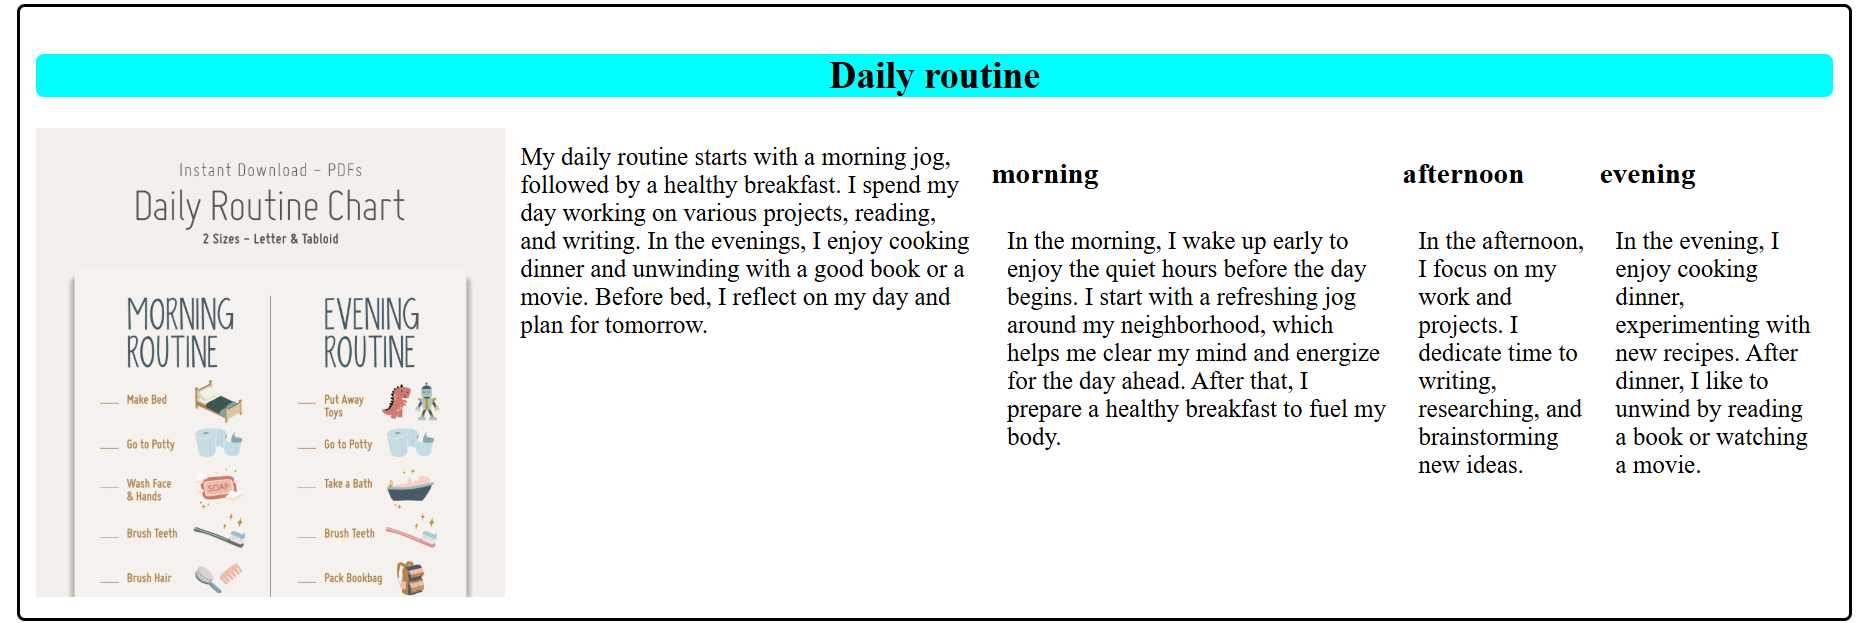 Daily routine
Instant Download – PDFs
Daily Routine Chart
2 Sizes – Letter & Tabloid
MORNING
ROUTINE
Make Bed
Go to Potty
Wash Face
& Hands
SOAP
Brush Teeth
Brush Hair
EVENING
ROUTINE
Put Away
Toys
Go to Potty
Take a Bath
Brush Teeth
Pack Bookbag
My daily routine starts with a morning jog,
followed by a healthy breakfast. I spend my
day working on various projects, reading,
and writing. In the evenings, I enjoy cooking
dinner and unwinding with a good book or a
movie. Before bed, I reflect on my day and
plan for tomorrow.
morning
In the morning, I wake up early to
enjoy the quiet hours before the day
begins. I start with a refreshing jog
around my neighborhood, which
helps me clear my mind and energize
for the day ahead. After that, I
prepare a healthy breakfast to fuel my
body.
afternoon
In the afternoon,
I focus on my
work and
projects. I
dedicate time to
writing,
researching, and
brainstorming
new ideas.
evening
In the evening, I
enjoy cooking
dinner,
experimenting with
new recipes. After
dinner, I like to
unwind by reading
a book or watching
a movie.